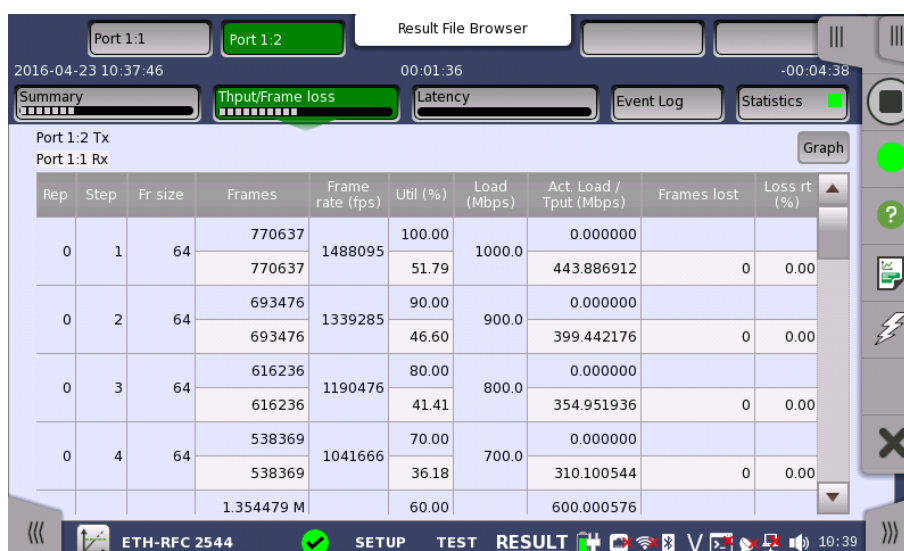 Port 1:1 Port 1:2 Result File Browser
2016-04-23 10:37:46 00:01:36 -00:04:38
Summary Thput/Frame loss Latency Event Log Statistics
Port 1:2 Tx
Port 1:1 Rx
Graph
Rep Step Fr size Frames Frame rate (fps) Util (%) Load (Mbps) Act. Load / Tput (Mbps) Frames lost Loss rt (%)
770637 100.00 0.000000
0 1 64 1488095 1000.0
770637 51.79 443.886912 0 0.00
693476 90.00 0.000000
0 2 64 1339285 900.0
693476 46.60 399.442176 0 0.00
616236 80.00 0.000000
0 3 64 1190476 800.0
616236 41.41 354.951936 0 0.00
538369 70.00 0.000000
0 4 64 1041666 700.0
538369 36.18 310.100544 0 0.00
1.354479 M 60.00 600.000576
ETH-RFC 2544 SETUP TEST RESULT V 10:39